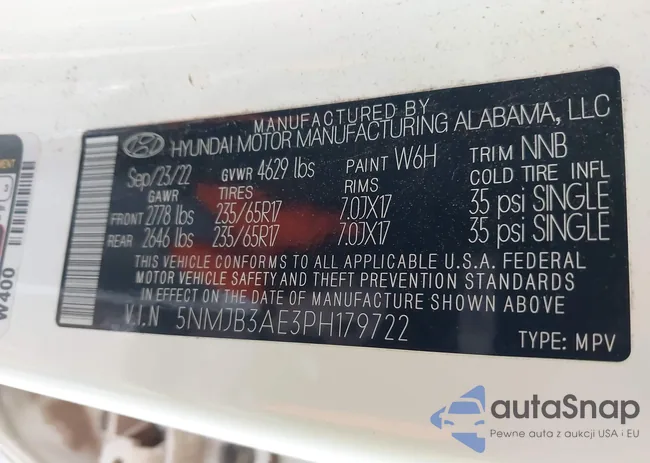 MANUFACTURED BY
HYUNDAI MOTOR MANUFACTURING ALABAMA, LLC
Sep/23/22 GVWR 4629 lbs PAINT W6H TRIM NNB
GAWR TIRES RIMS COLD TIRE INFL
FRONT 2778 lbs 235/65R17 7.0JX17 35 psi SINGLE
REAR 2646 lbs 235/65R17 7.0JX17 35 psi SINGLE
THIS VEHICLE CONFORMS TO ALL APPLICABLE U.S.A. FEDERAL
MOTOR VEHICLE SAFETY AND THEFT PREVENTION STANDARDS
IN EFFECT ON THE DATE OF MANUFACTURE SHOWN ABOVE
V.I.N 5NMJB3AE3PH179722
TYPE: MPV
W400
autaSnap
Pewne auta z aukcji USA i EU